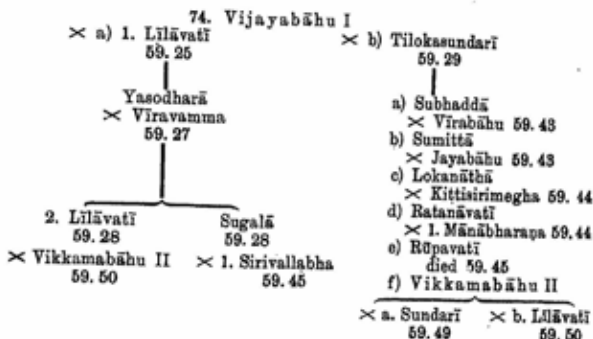 74. Vijayabāhu I
× a) 1. Līlāvatī
59. 25
× b) Tilokasundarī
59. 29
Yasodharā
× Vīravamma
59. 27
2. Līlāvatī
59. 28
× Vikkamabāhu II
59. 50
Sugalā
59. 28
× 1. Sirivallabha
59. 45
a) Subhaddā
× Vīrabāhu 59. 43
b) Sumittā
× Jayabāhu 59. 43
c) Lokanāthā
× Kittisirimegha 59. 44
d) Ratanāvatī
× 1. Mānābharaṇa 59. 44
e) Rūpavatī
died 59. 45
f) Vikkamabāhu II
× a. Sundarī
59. 49
× b. Līlāvatī
59. 50